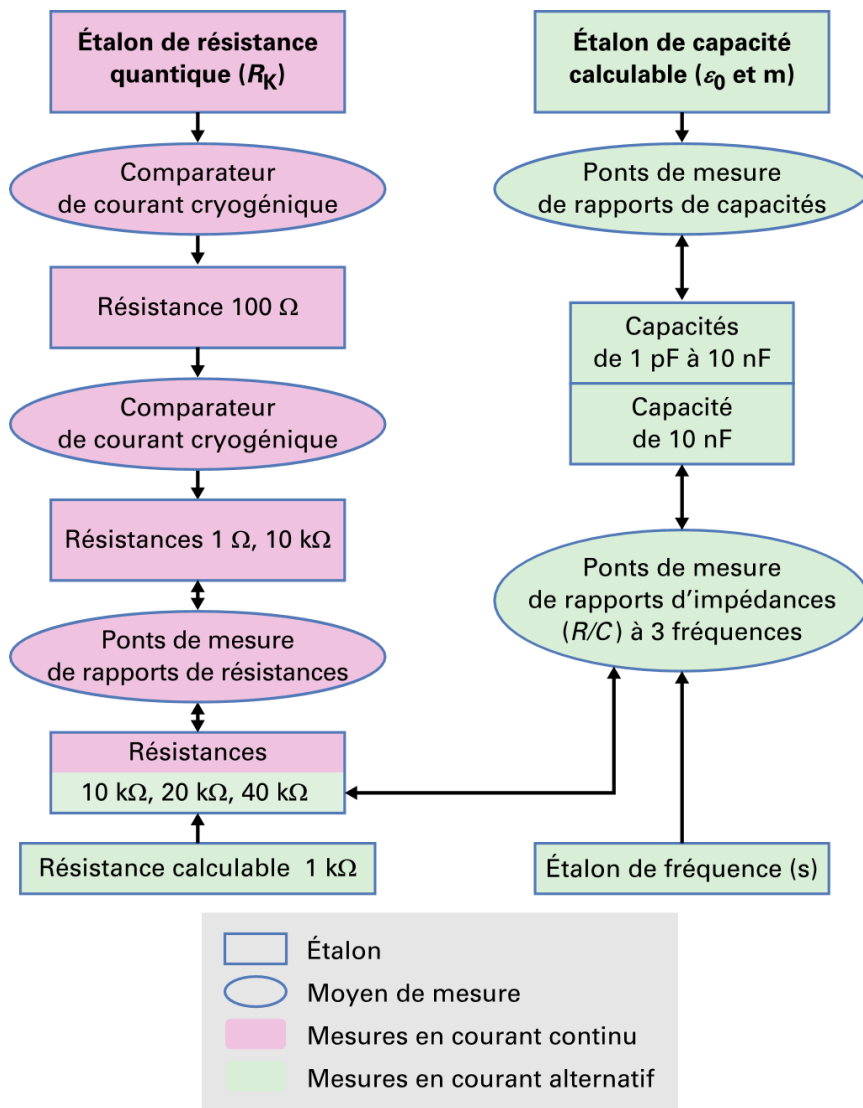 Étalon de résistance
quantique (RK)
Comparateur
de courant cryogénique
Résistance 100 Ω
Comparateur
de courant cryogénique
Résistances 1 Ω, 10 kΩ
Ponts de mesure
de rapports de résistances
Résistances
10 kΩ, 20 kΩ, 40 kΩ
Résistance calculable 1 kΩ
Étalon de capacité
calculable (ε0 et m)
Ponts de mesure
de rapports de capacités
Capacités
de 1 pF à 10 nF
Capacité
de 10 nF
Ponts de mesure
de rapports d’impédances
(R/C) à 3 fréquences
Étalon de fréquence (s)
Étalon
Moyen de mesure
Mesures en courant continu
Mesures en courant alternatif